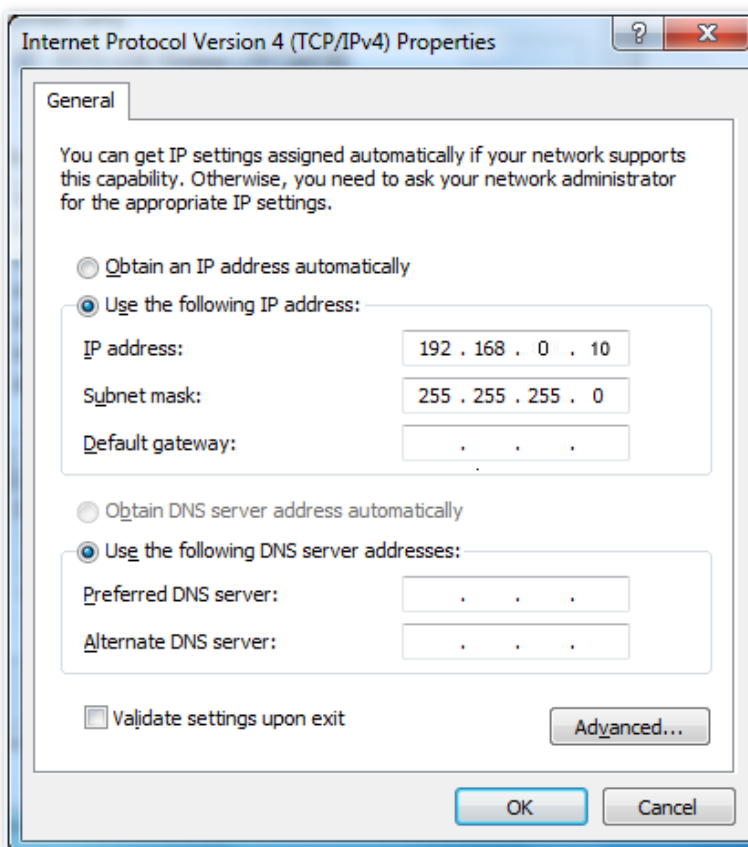 Internet Protocol Version 4 (TCP/IPv4) Properties
?
General
You can get IP settings assigned automatically if your network supports
this capability. Otherwise, you need to ask your network administrator
for the appropriate IP settings.
Obtain an IP address automatically
Use the following IP address:
IP address: 192 . 168 . 0 . 10
Subnet mask: 255 . 255 . 255 . 0
Default gateway: . . .
Obtain DNS server address automatically
Use the following DNS server addresses:
Preferred DNS server: . . .
Alternate DNS server: . . .
Validate settings upon exit
Advanced...
OK Cancel